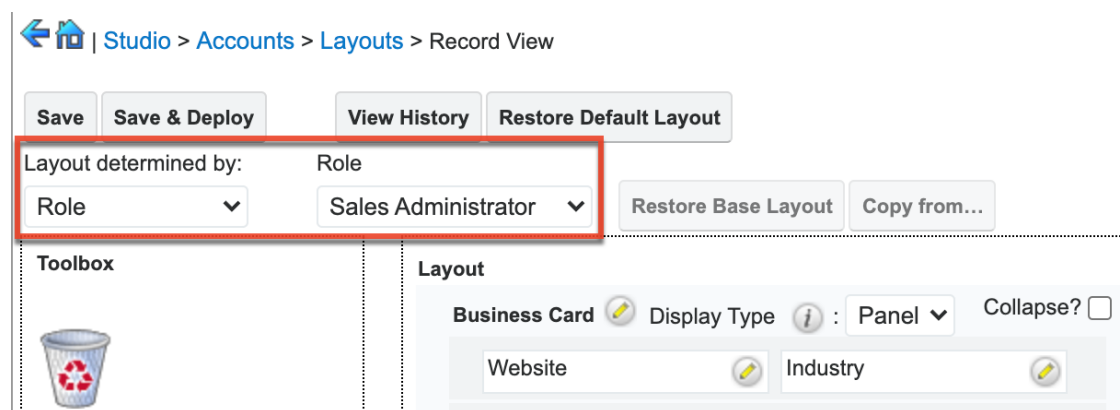 | Studio > Accounts > Layouts > Record View
Save Save & Deploy View History Restore Default Layout
Layout determined by: Role
Role Sales Administrator Restore Base Layout Copy from...
Toolbox
Layout
Business Card Display Type i : Panel Collapse?
Website Industry